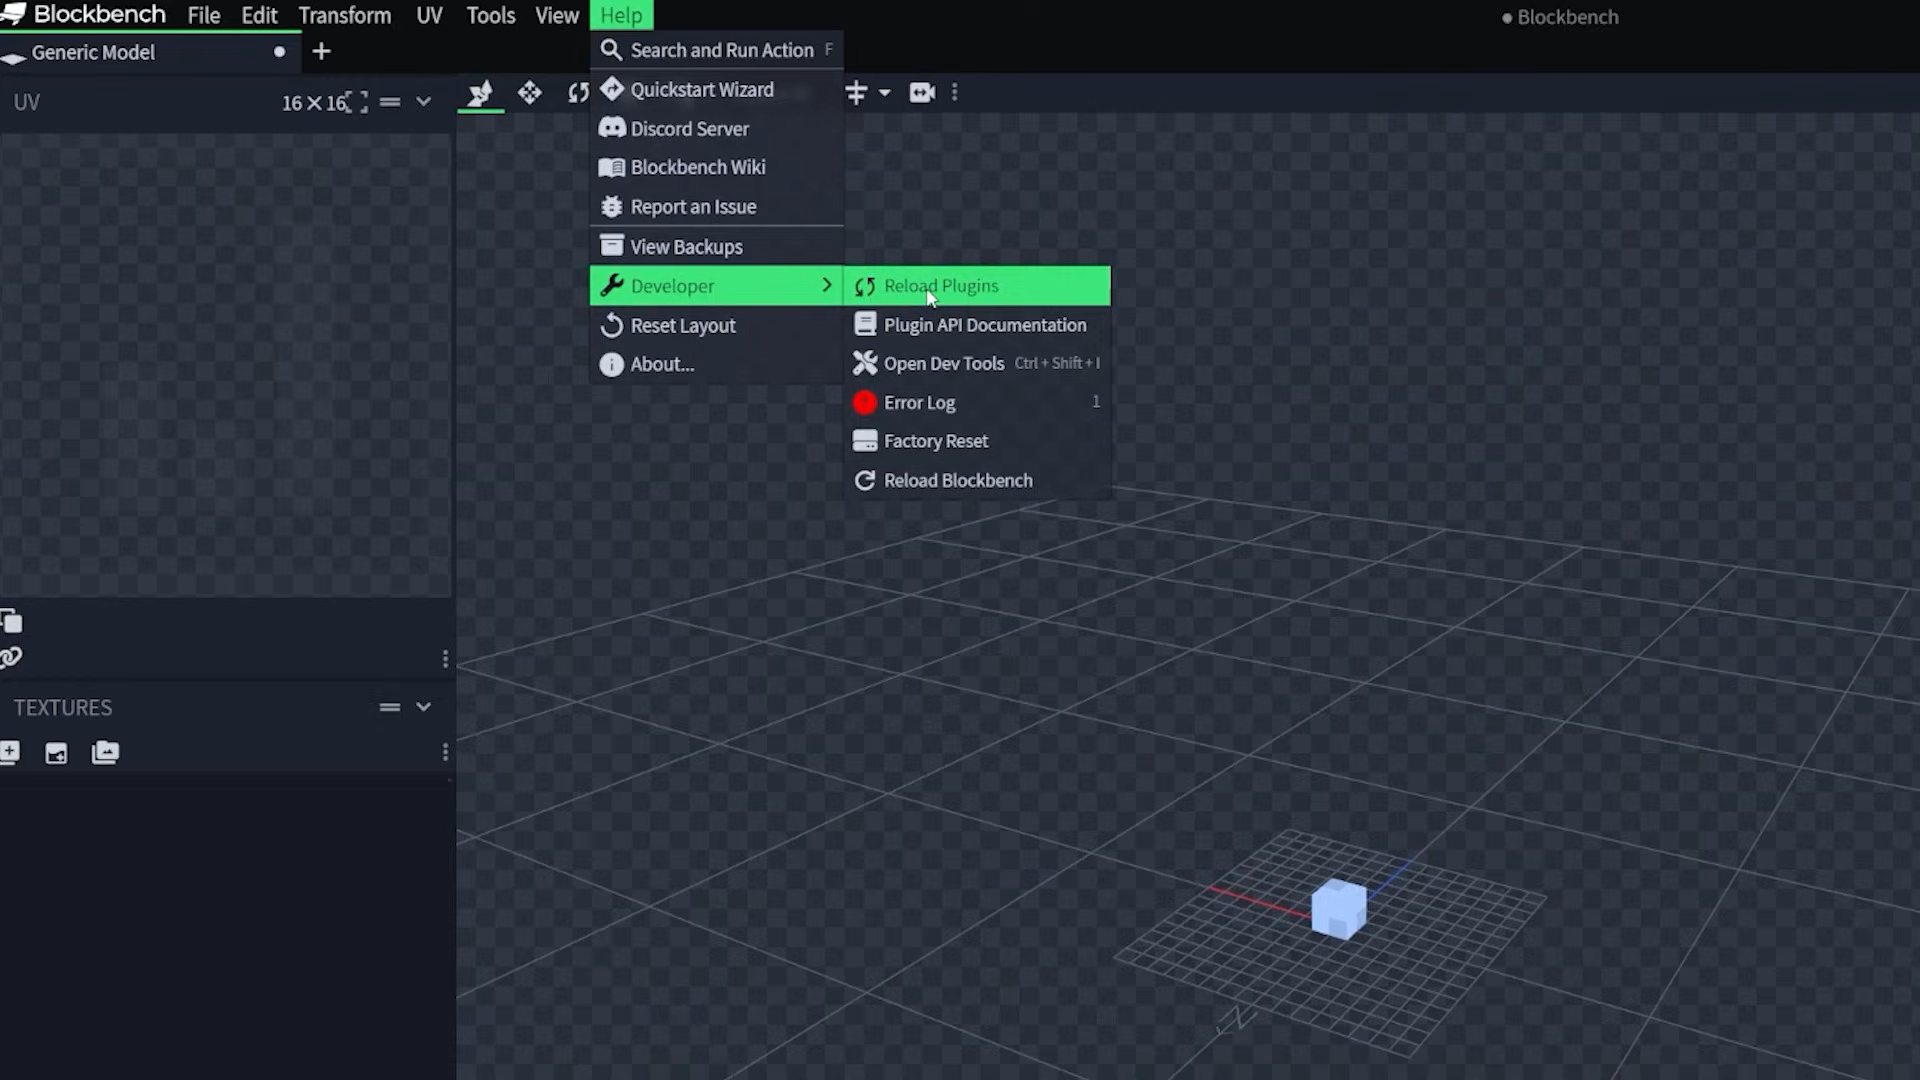 Blockbench File Edit Transform UV Tools View Help
● Blockbench
Generic Model
Search and Run Action F
UV 16×16
Quickstart Wizard
Discord Server
Blockbench Wiki
Report an Issue
View Backups
Developer
Reset Layout
About...
Reload Plugins
Plugin API Documentation
Open Dev Tools Ctrl + Shift + I
Error Log 1
Factory Reset
Reload Blockbench
TEXTURES
N